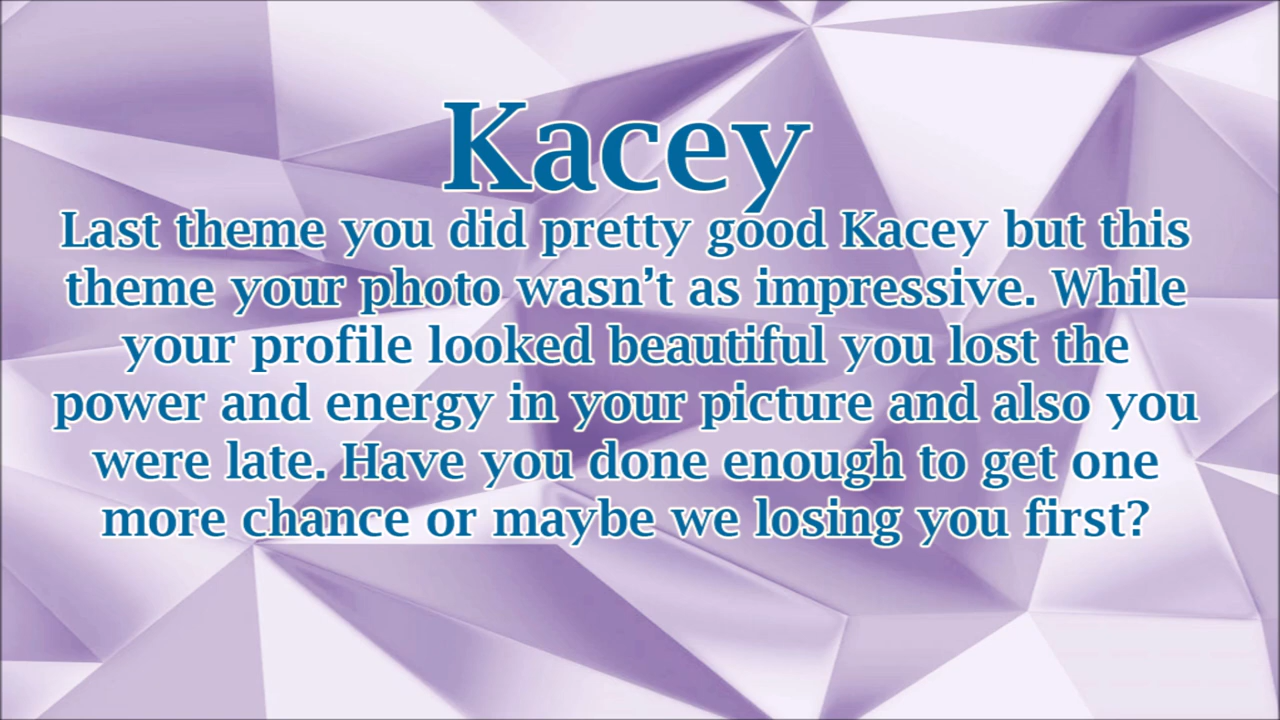 Kacey
Last theme you did pretty good Kacey but this
theme your photo wasn’t as impressive. While
your profile looked beautiful you lost the
power and energy in your picture and also you
were late. Have you done enough to get one
more chance or maybe we losing you first?